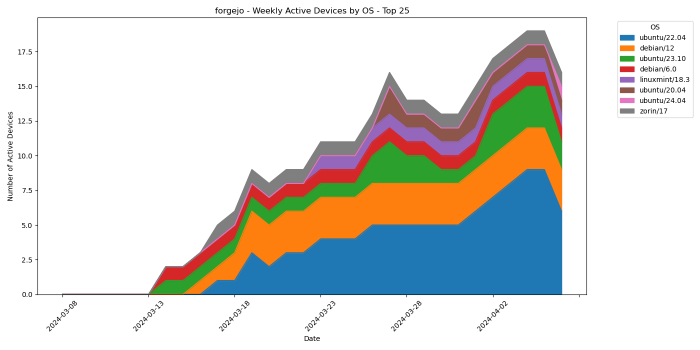 forgejo - Weekly Active Devices by OS - Top 25
OS
ubuntu/22.04
debian/12
ubuntu/23.10
debian/6.0
linuxmint/18.3
ubuntu/20.04
ubuntu/24.04
zorin/17
Number of Active Devices
17.5
15.0
12.5
10.0
7.5
5.0
2.5
0.0
2024-03-08
2024-03-13
2024-03-18
2024-03-23
2024-03-28
2024-04-02
Date